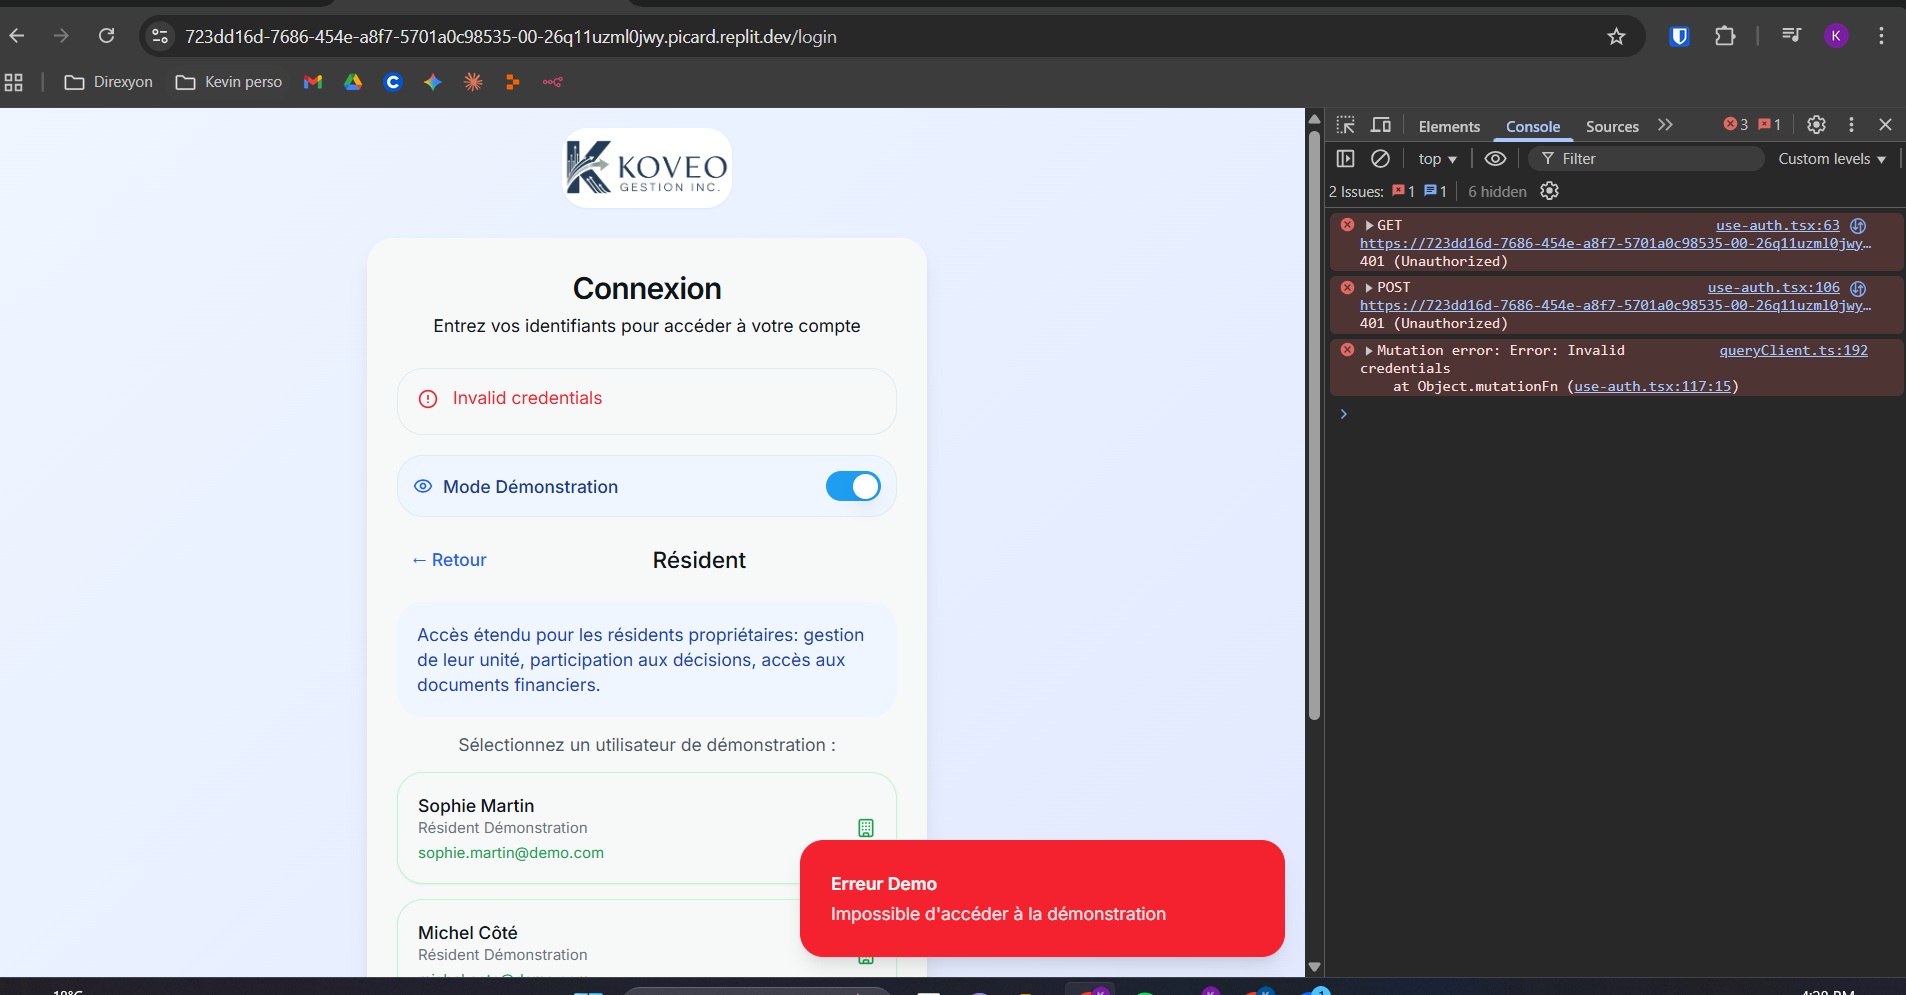 723dd16d-7686-454e-a8f7-5701a0c98535-00-26q11uzml0jwy.picard.replit.dev/login
K
Direxyon
Kevin perso
KOVEO
GESTION INC.
Connexion
Entrez vos identifiants pour accéder à votre compte
Invalid credentials
Mode Démonstration
← Retour
Résident
Accès étendu pour les résidents propriétaires: gestion
de leur unité, participation aux décisions, accès aux
documents financiers.
Sélectionnez un utilisateur de démonstration :
Sophie Martin
Résident Démonstration
sophie.martin@demo.com
Michel Côté
Résident Démonstration
Erreur Demo
Impossible d'accéder à la démonstration
Elements
Console
Sources
3
1
top
Filter
Custom levels
2 Issues:
1
1
6 hidden
GET use-auth.tsx:63
https://723dd16d-7686-454e-a8f7-5701a0c98535-00-26q11uzml0jwy…
401 (Unauthorized)
POST use-auth.tsx:106
https://723dd16d-7686-454e-a8f7-5701a0c98535-00-26q11uzml0jwy…
401 (Unauthorized)
Mutation error: Error: Invalid queryClient.ts:192
credentials
at Object.mutationFn (use-auth.tsx:117:15)